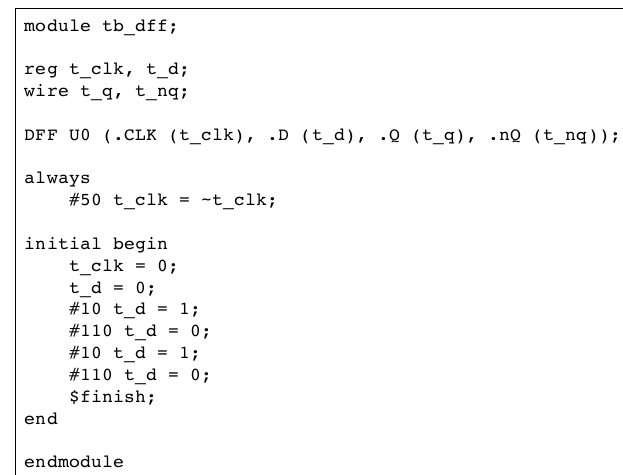 module tb_dff;
reg t_clk, t_d;
wire t_q, t_nq;
DFF U0 (.CLK (t_clk), .D (t_d), .Q (t_q), .nQ (t_nq));
always
#50 t_clk = ~t_clk;
initial begin
t_clk = 0;
t_d = 0;
#10 t_d = 1;
#110 t_d = 0;
#10 t_d = 1;
#110 t_d = 0;
$finish;
end
endmodule